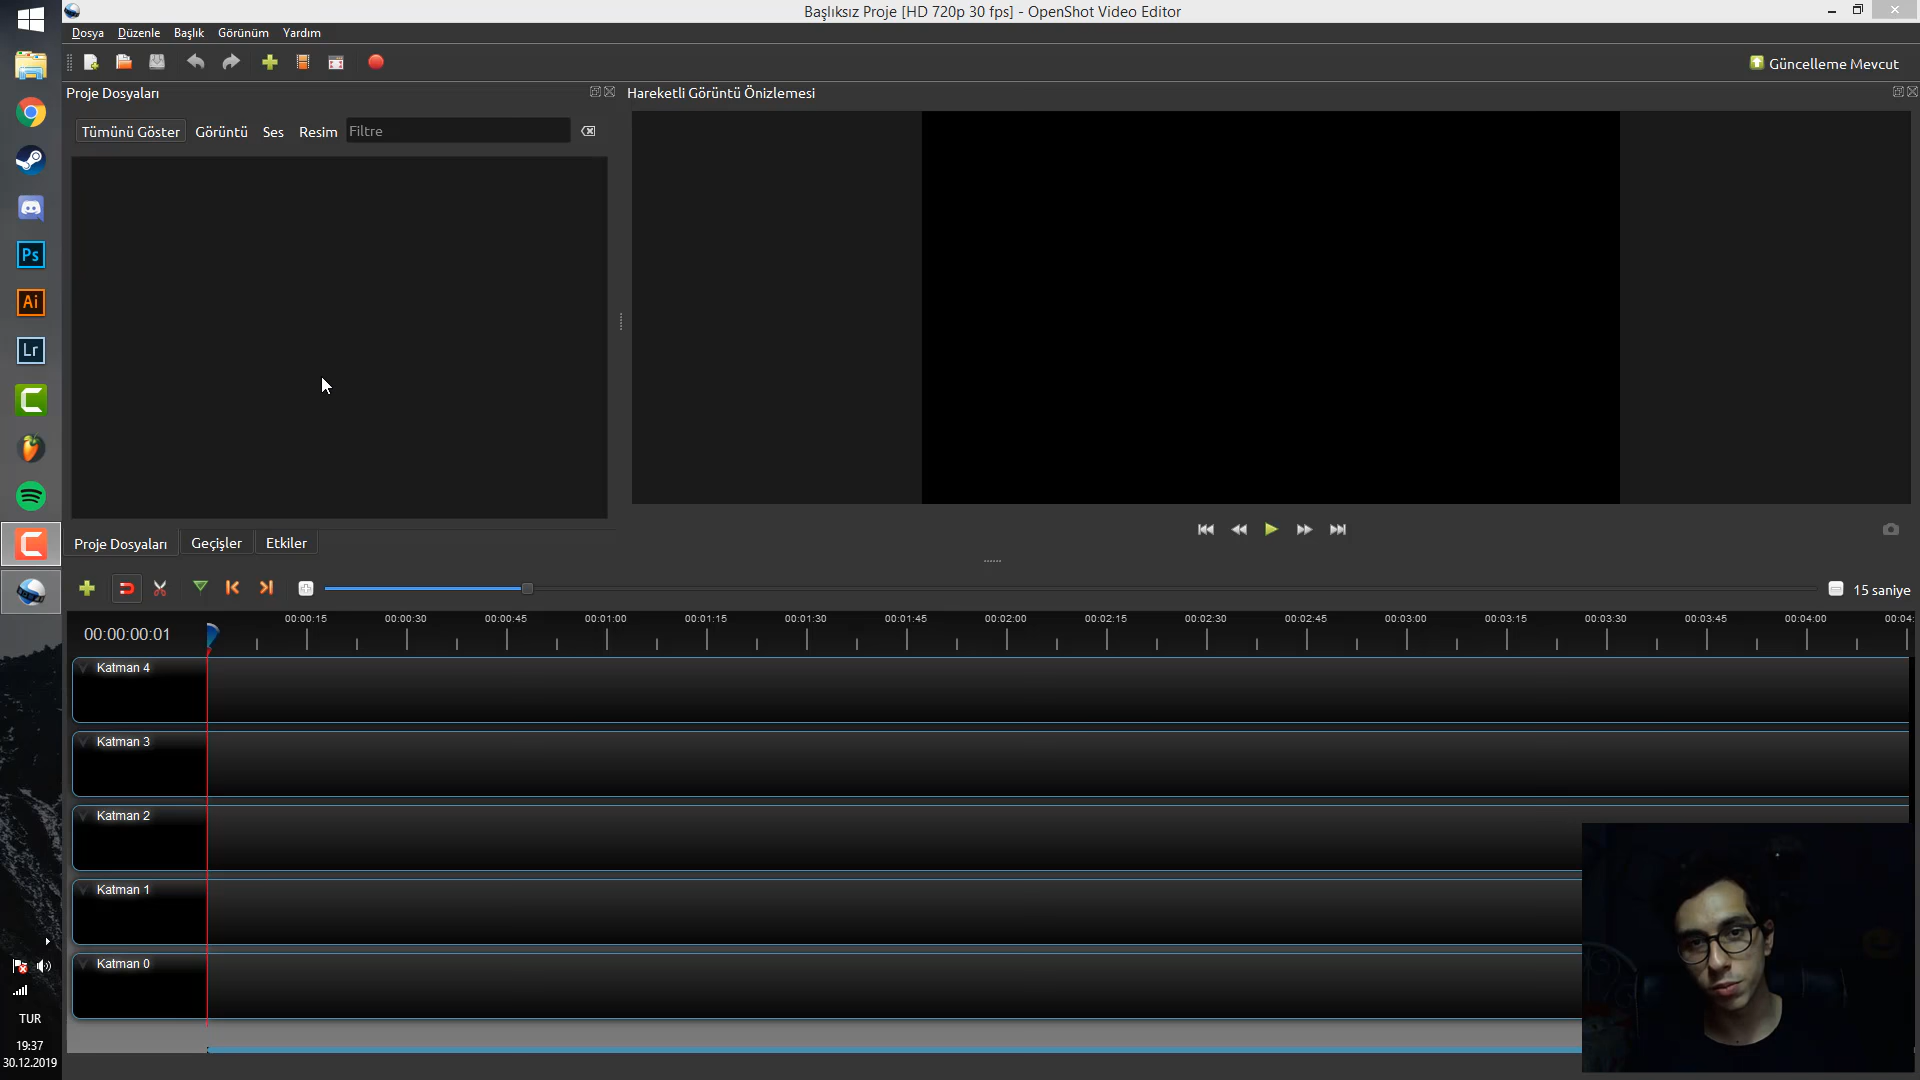 Başlıksız Proje [HD 720p 30 fps] - OpenShot Video Editor
Dosya Düzenle Başlık Görünüm Yardım
Güncelleme Mevcut
Proje Dosyaları
Hareketli Görüntü Önizlemesi
Tümünü Göster Görüntü Ses Resim Filtre
Ps
Ai
Lr
Proje Dosyaları Geçişler Etkiler
15 saniye
00:00:00:01
00:00:15 00:00:30 00:00:45 00:01:00 00:01:15 00:01:30 00:01:45 00:02:00 00:02:15 00:02:30 00:02:45 00:03:00 00:03:15 00:03:30 00:03:45 00:04:00 00:04:
Katman 4
Katman 3
Katman 2
Katman 1
Katman 0
TUR
19:37
30.12.2019